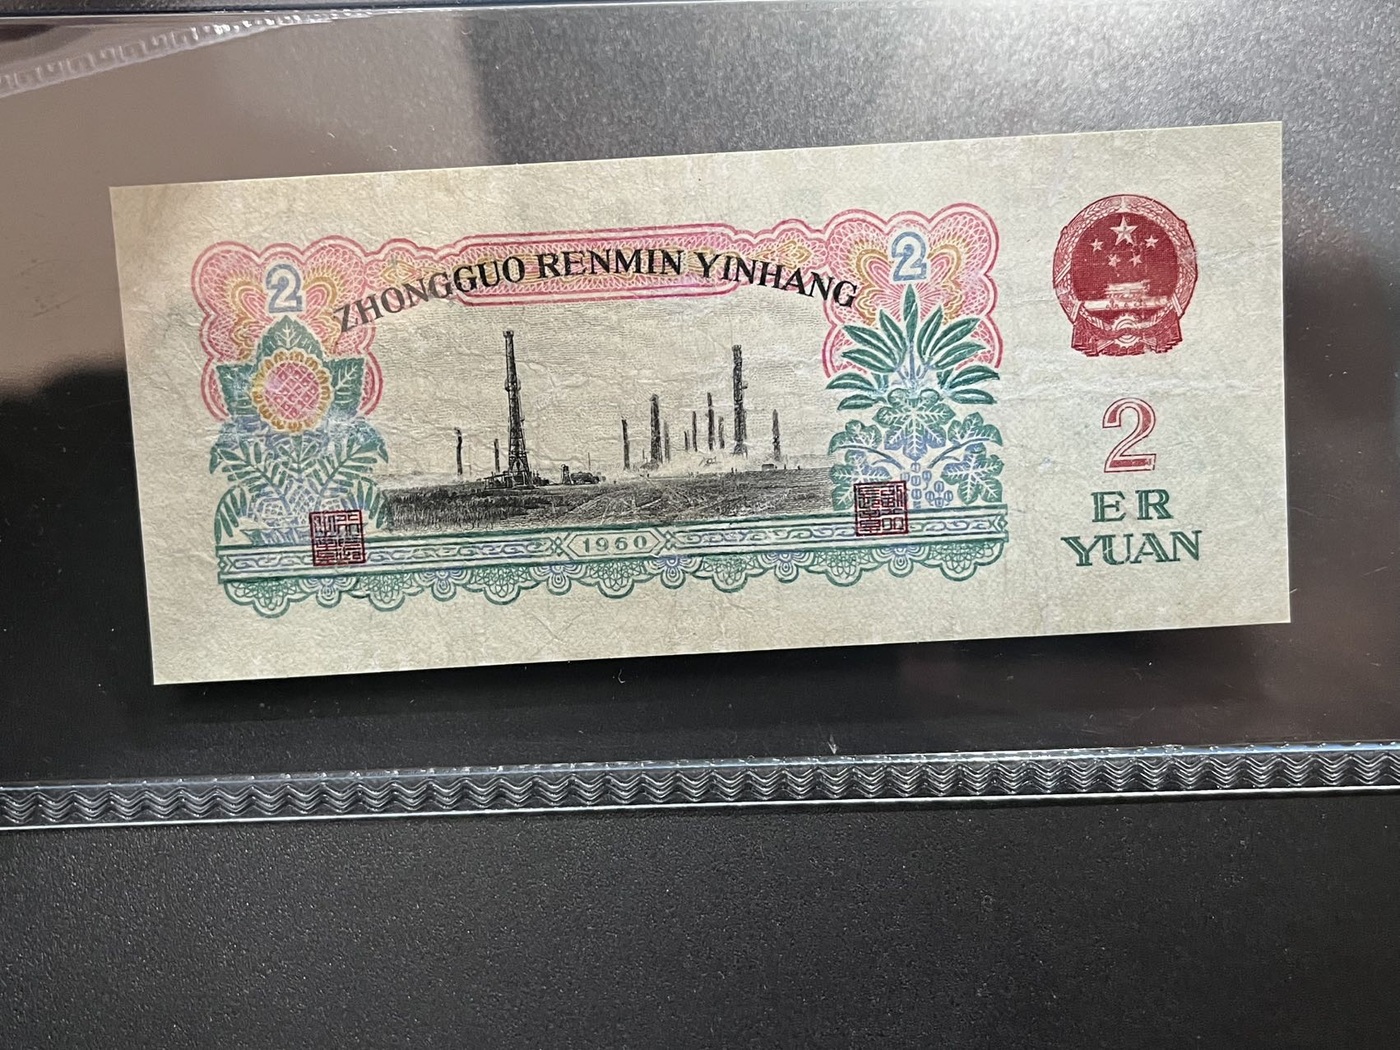 ZHONGGUO RENMIN YINHANG
2
2
1960
2
ER
YUAN